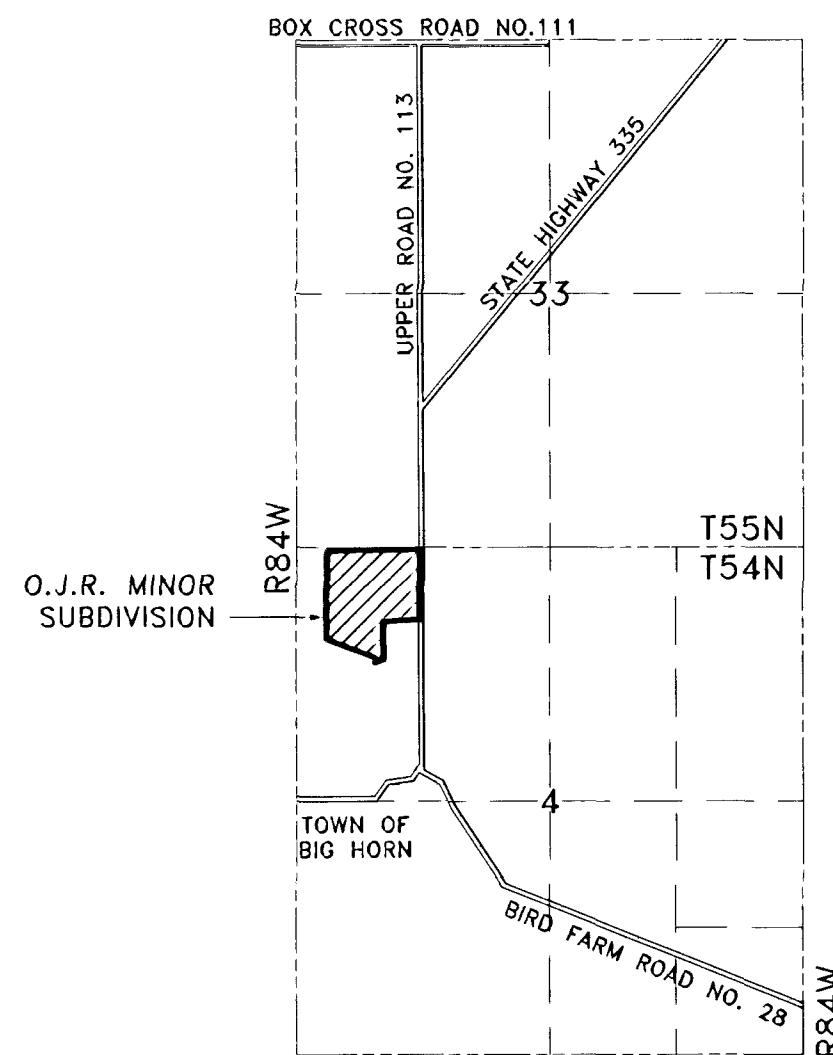 BOX CROSS ROAD NO.111
UPPER ROAD NO. 113
STATE HIGHWAY 335
33
R84W
T55N
T54N
O.J.R. MINOR
SUBDIVISION
4
TOWN OF
BIG HORN
BIRD FARM ROAD NO. 28
R84W